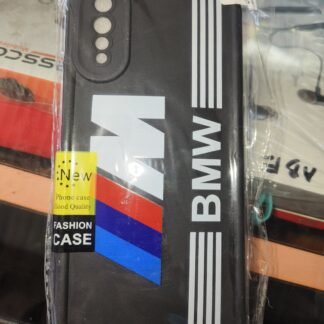 M
BMW
New
Phone case
Good Quality
FASHION
CASE